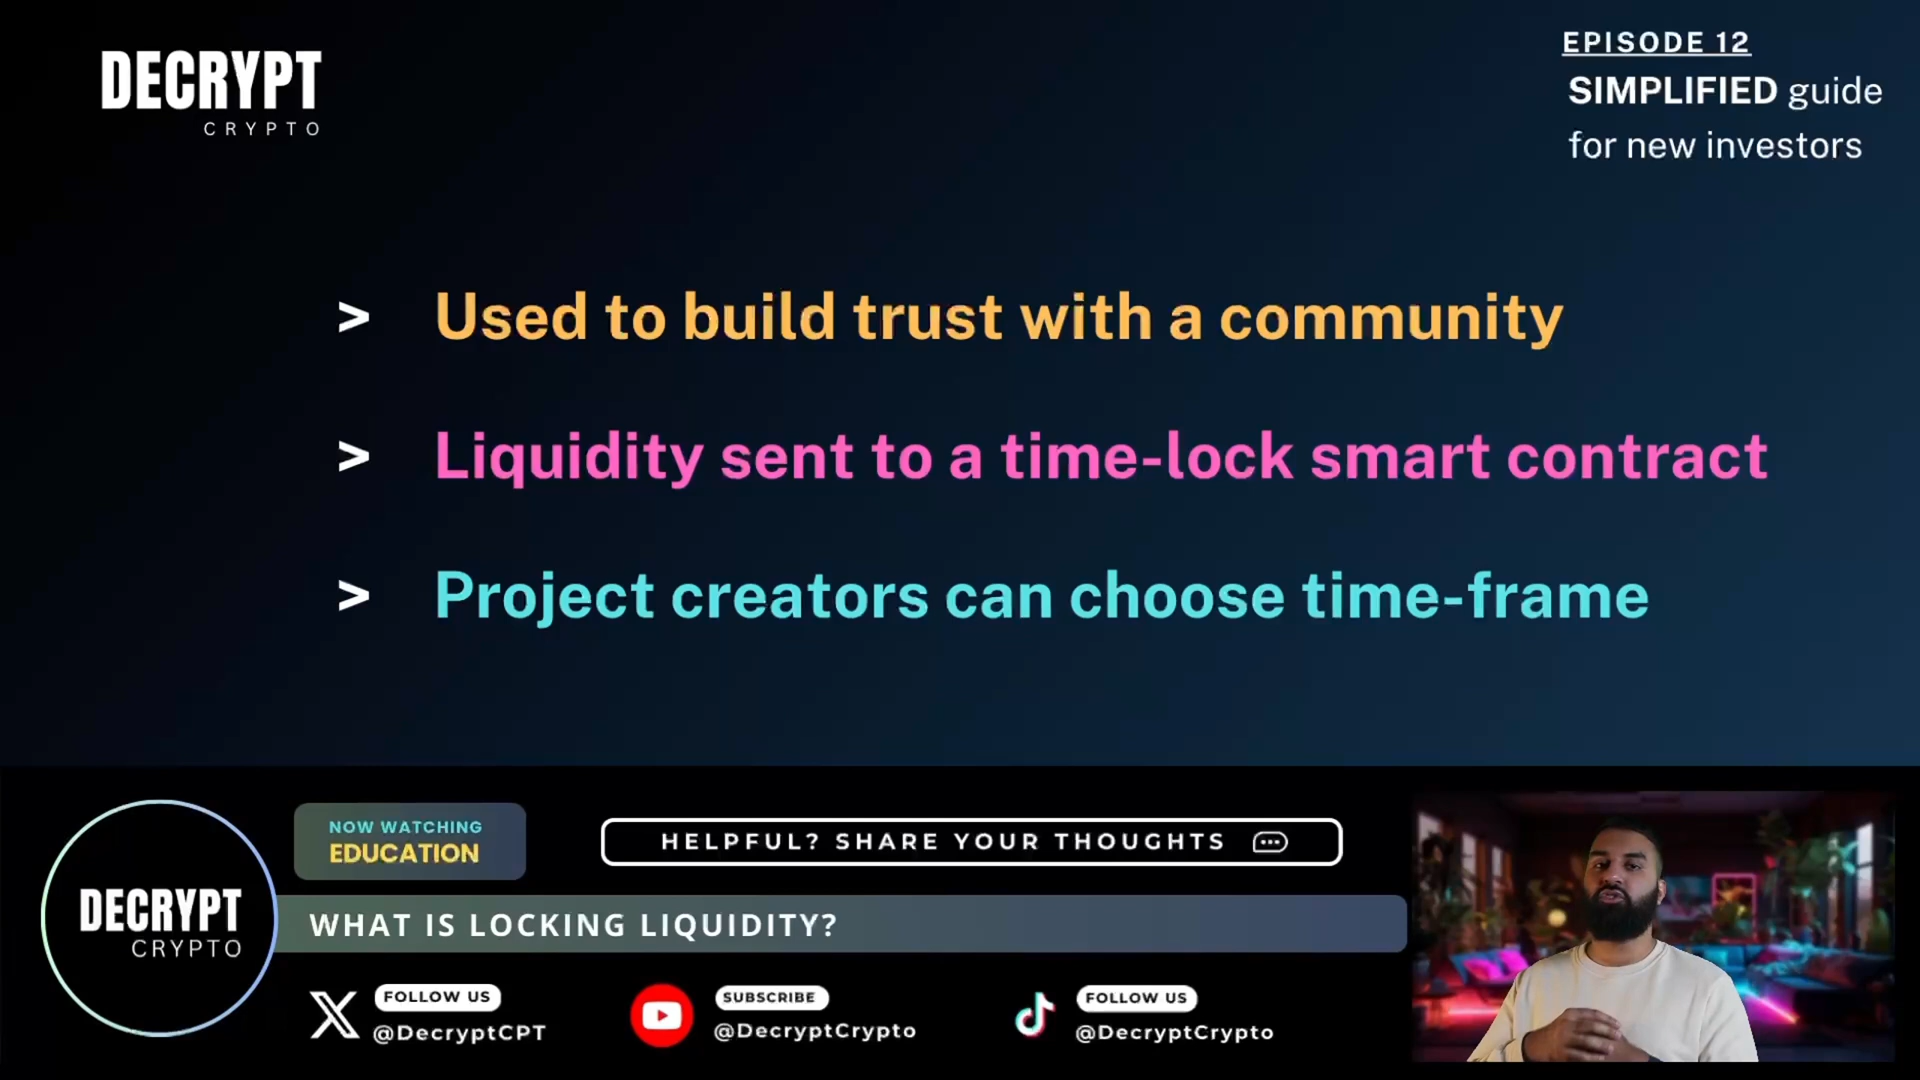 DECRYPT
CRYPTO
EPISODE 12
SIMPLIFIED guide
for new investors
> Used to build trust with a community
> Liquidity sent to a time-lock smart contract
> Project creators can choose time-frame
NOW WATCHING
EDUCATION
HELPFUL? SHARE YOUR THOUGHTS
DECRYPT
CRYPTO
WHAT IS LOCKING LIQUIDITY?
FOLLOW US
@DecryptCPT
SUBSCRIBE
@DecryptCrypto
FOLLOW US
@DecryptCrypto